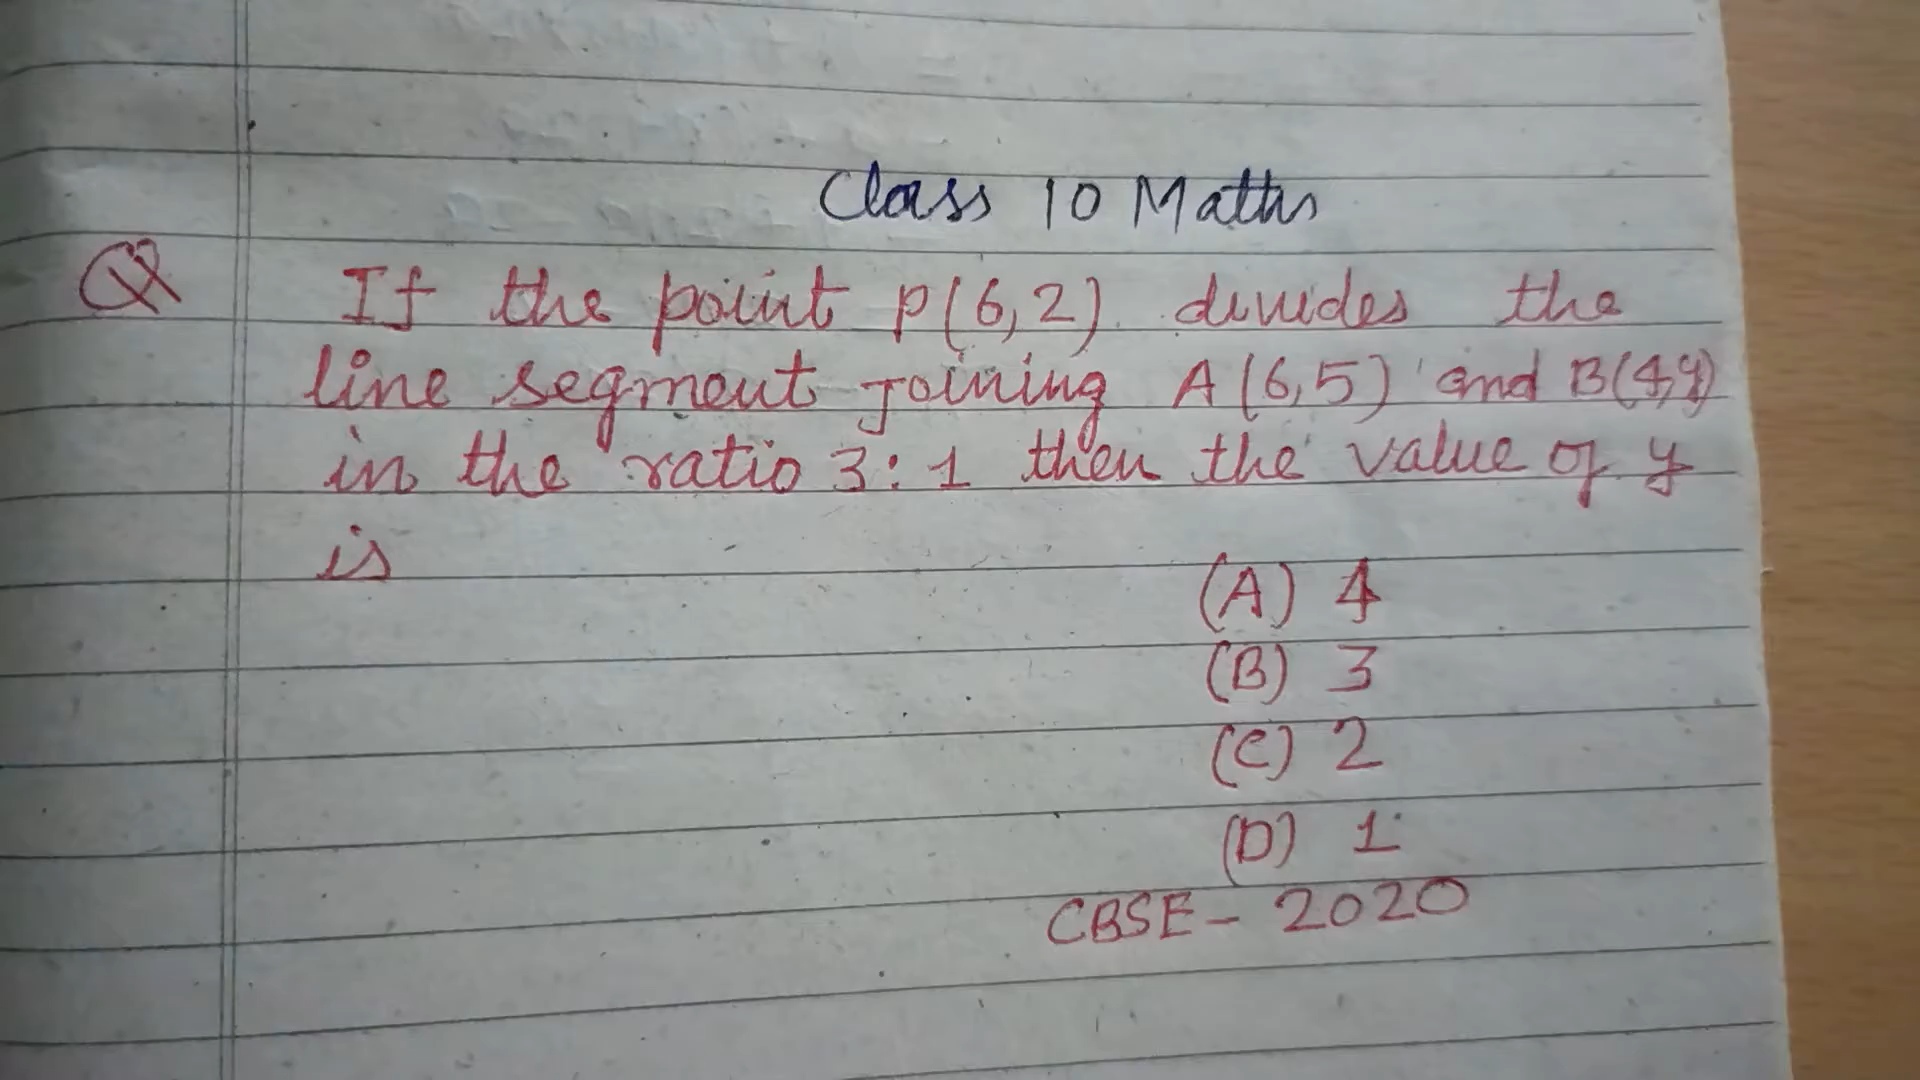 Class 10 Maths
Q If the point P(6,2) divides the
line segment joining A(6,5) and B(4,y)
in the ratio 3:1 then the value of y
is
(A) 4
(B) 3
(C) 2
(D) 1
CBSE - 2020